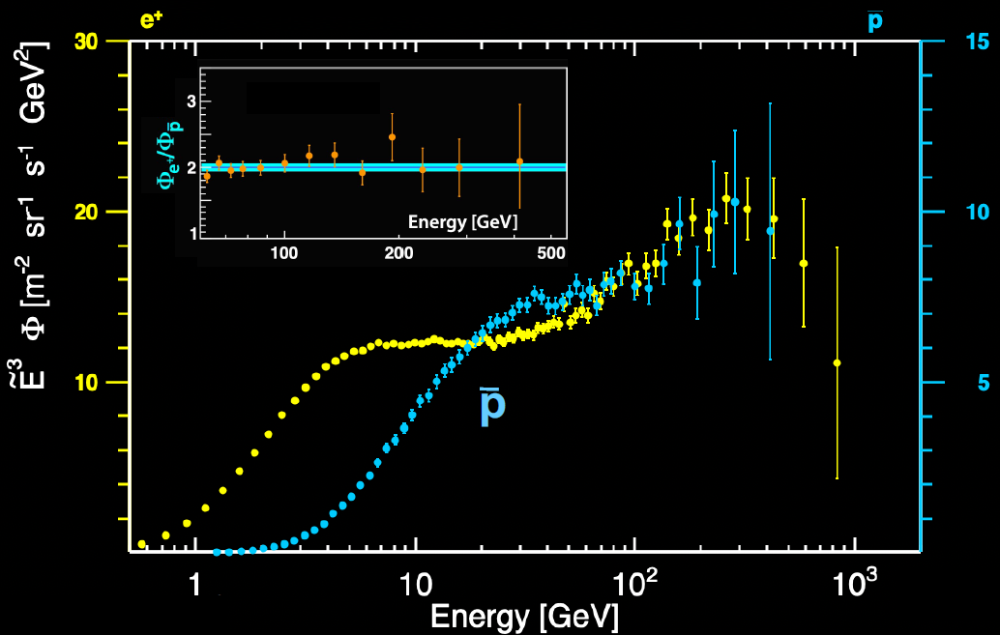 e⁺ p̅
30 15
20 10
10 5
Ẽ³ Φ [m⁻² sr⁻¹ s⁻¹ GeV²]
3
2
1
Φe⁺/Φp̅
Energy [GeV]
100 200 500
p̅
1 10 10² 10³
Energy [GeV]